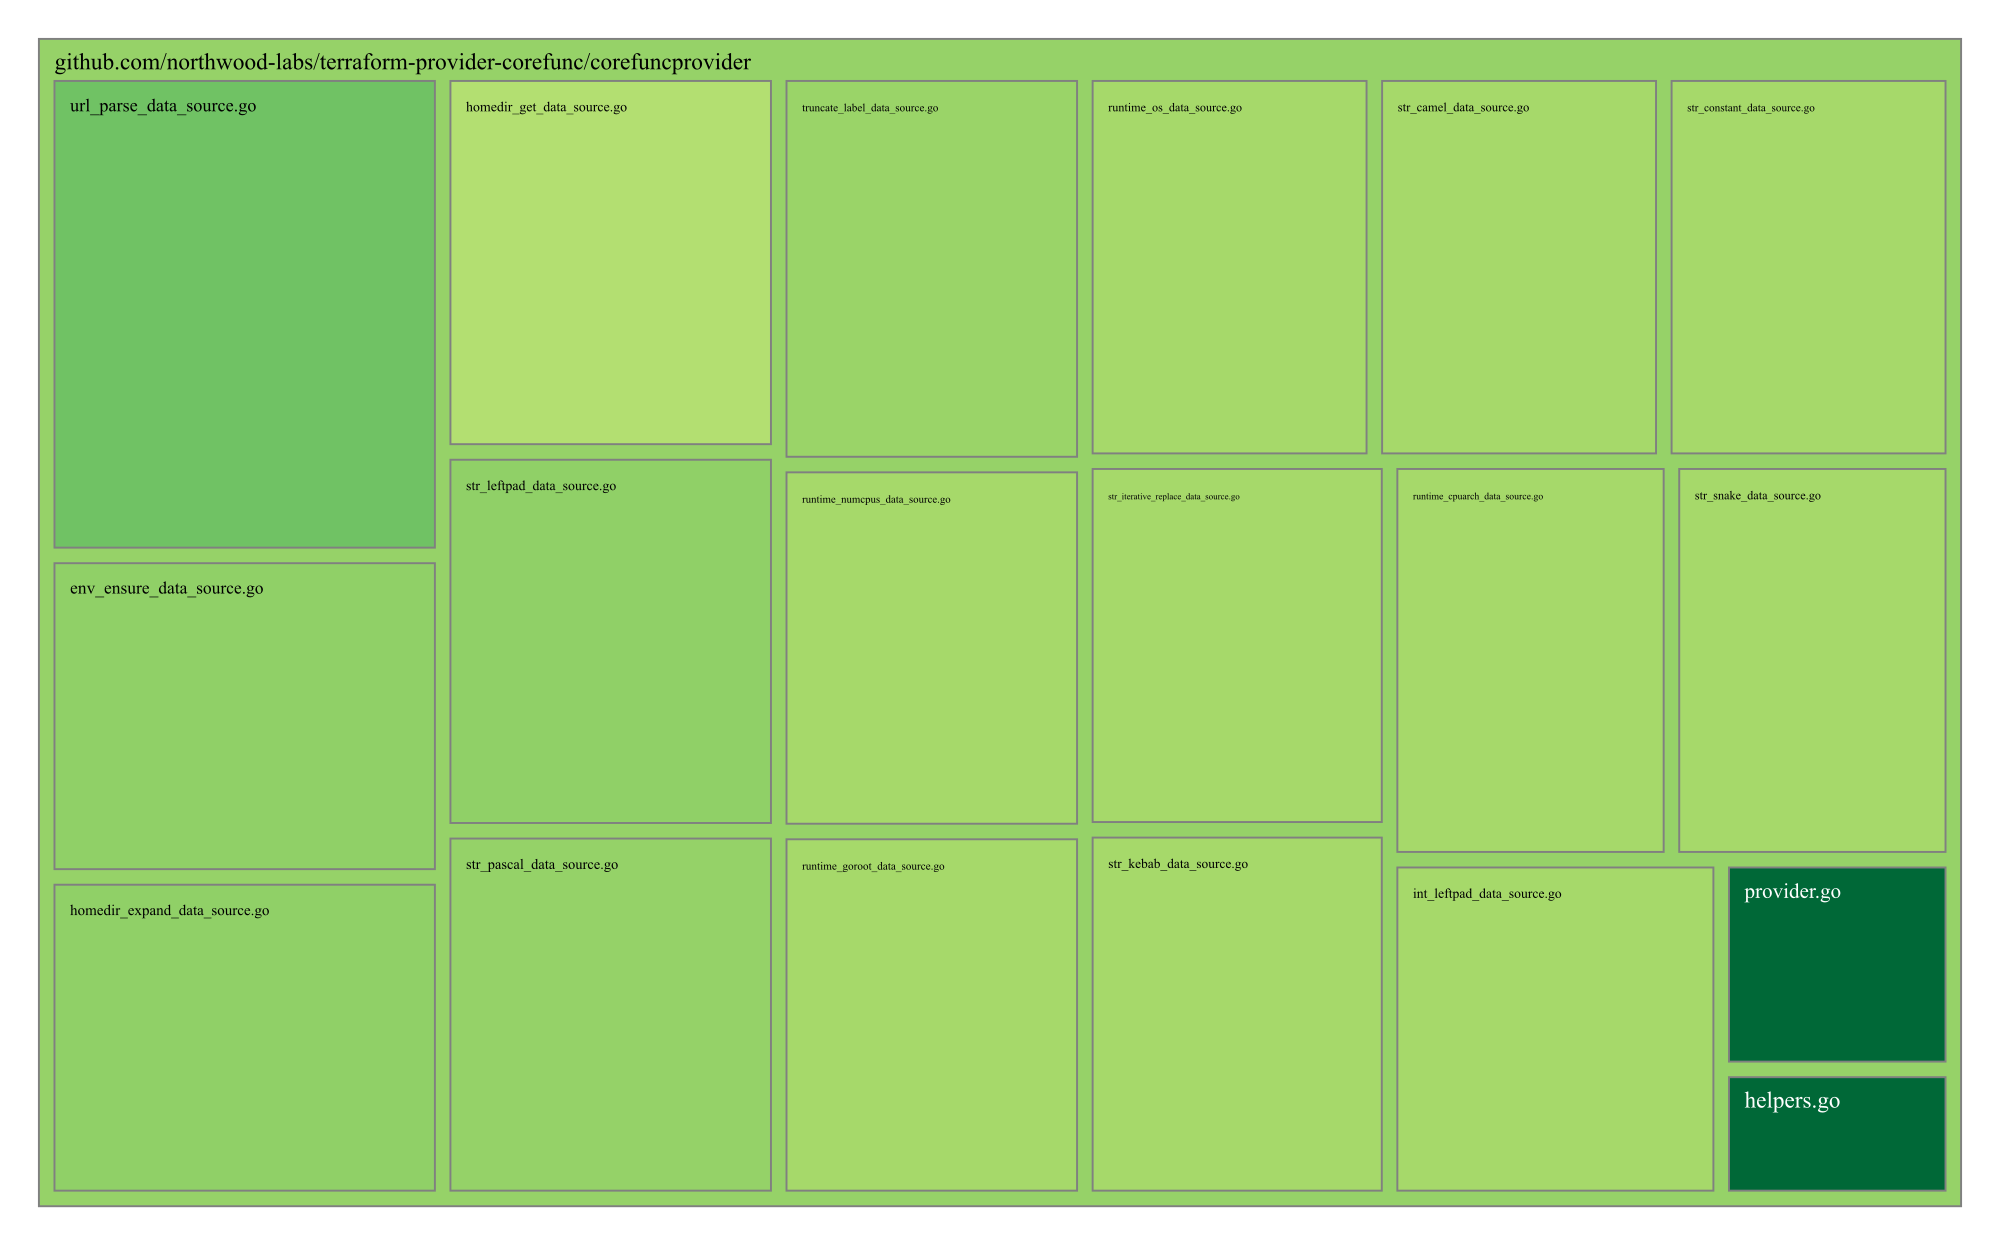 github.com/northwood-labs/terraform-provider-corefunc/corefuncprovider
url_parse_data_source.go
homedir_get_data_source.go
truncate_label_data_source.go
runtime_os_data_source.go
str_camel_data_source.go
str_constant_data_source.go
str_leftpad_data_source.go
runtime_numcpus_data_source.go
str_iterative_replace_data_source.go
runtime_cpuarch_data_source.go
str_snake_data_source.go
env_ensure_data_source.go
str_pascal_data_source.go
runtime_goroot_data_source.go
str_kebab_data_source.go
int_leftpad_data_source.go
provider.go
homedir_expand_data_source.go
helpers.go